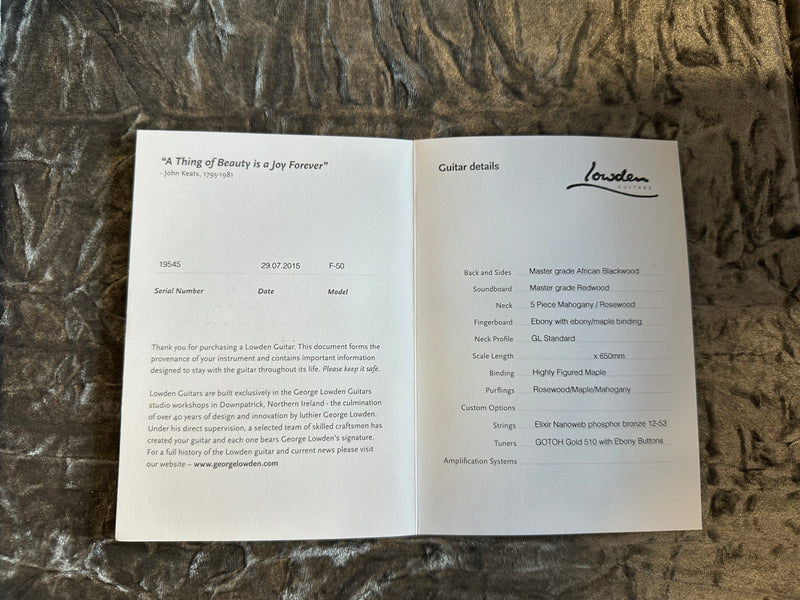 "A Thing of Beauty is a Joy Forever"
- John Keats, 1795-1981
19545 29.07.2015 F-50
Serial Number Date Model
Thank you for purchasing a Lowden Guitar. This document forms the
provenance of your instrument and contains important information
designed to stay with the guitar throughout its life. Please keep it safe.
Lowden Guitars are built exclusively in the George Lowden Guitars
studio workshops in Downpatrick, Northern Ireland - the culmination
of over 40 years of design and innovation by luthier George Lowden.
Under his direct supervision, a selected team of skilled craftsmen has
created your guitar and each one bears George Lowden's signature.
For a full history of the Lowden guitar and current news please visit
our website – www.georgelowden.com
Guitar details
Lowden
GUITARS
Back and Sides Master grade African Blackwood
Soundboard Master grade Redwood
Neck 5 Piece Mahogany / Rosewood
Fingerboard Ebony with ebony/maple binding
Neck Profile GL Standard
Scale Length x 650mm
Binding Highly Figured Maple
Purflings Rosewood/Maple/Mahogany
Custom Options
Strings Elixir Nanoweb phosphor bronze 12-53
Tuners GOTOH Gold 510 with Ebony Buttons
Amplification Systems